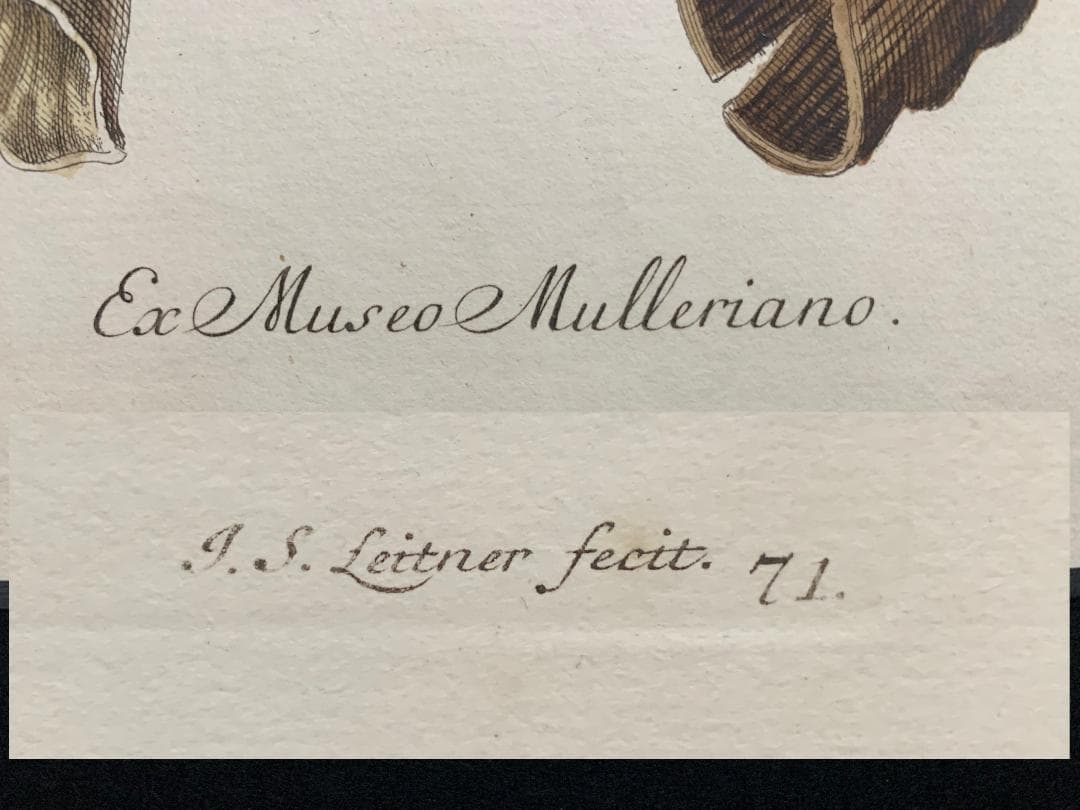 Ex Museo Mulleriano.
J. S. Leitner fecit. 71.